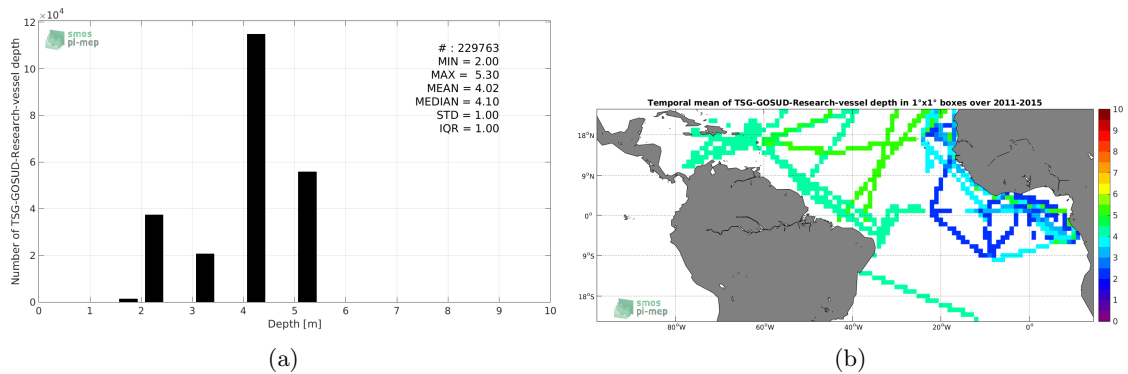 ×10⁴
12
10
8
6
4
2
0
Number of TSG-GOSUD-Research-vessel depth
smos
pi-mep
# : 229763
MIN = 2.00
MAX = 5.30
MEAN = 4.02
MEDIAN = 4.10
STD = 1.00
IQR = 1.00
0 1 2 3 4 5 6 7 8 9 10
Depth [m]
(a)
Temporal mean of TSG-GOSUD-Research-vessel depth in 1°x1° boxes over 2011-2015
18°N
9°N
0°
9°S
18°S
smos
pi-mep
80°W 60°W 40°W 20°W 0°
10
9
8
7
6
5
4
3
2
1
0
(b)